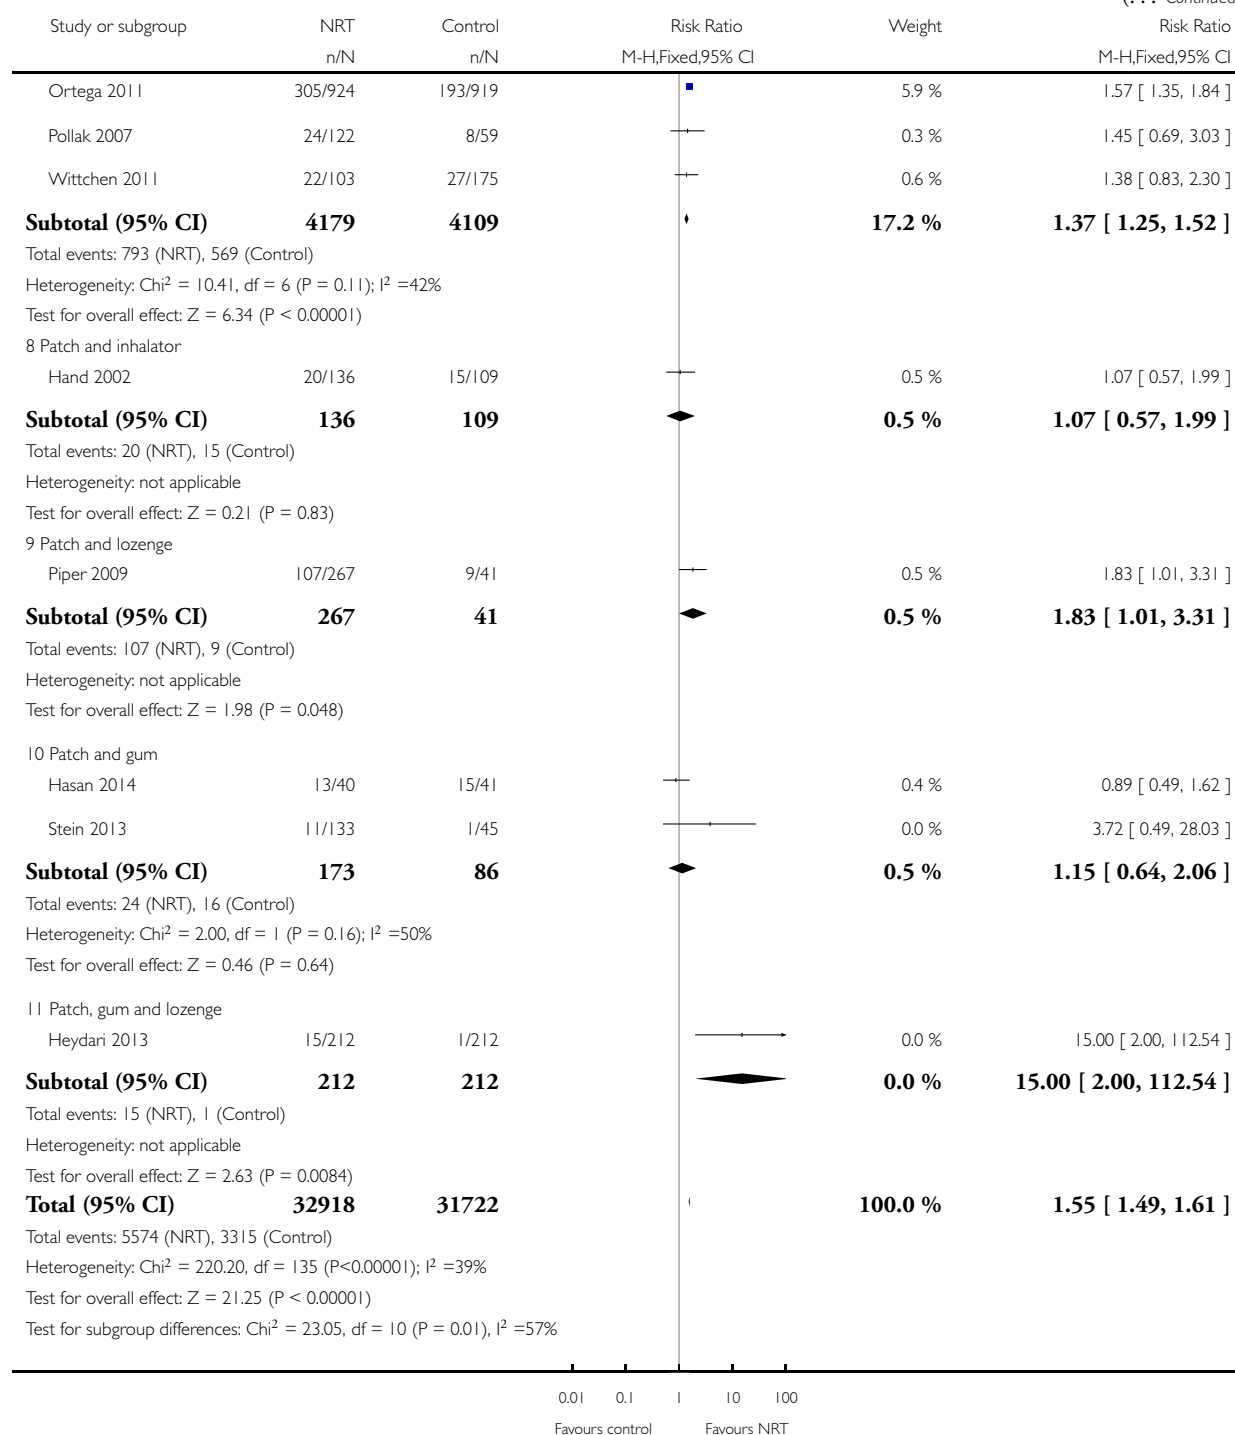 (... Continued
Study or subgroup NRT Control Risk Ratio Weight Risk Ratio
n/N n/N M-H,Fixed,95% CI M-H,Fixed,95% CI
Ortega 2011 305/924 193/919 5.9 % 1.57 [ 1.35, 1.84 ]
Pollak 2007 24/122 8/59 0.3 % 1.45 [ 0.69, 3.03 ]
Wittchen 2011 22/103 27/175 0.6 % 1.38 [ 0.83, 2.30 ]
Subtotal (95% CI) 4179 4109 17.2 % 1.37 [ 1.25, 1.52 ]
Total events: 793 (NRT), 569 (Control)
Heterogeneity: Chi² = 10.41, df = 6 (P = 0.11); I² =42%
Test for overall effect: Z = 6.34 (P < 0.00001)
8 Patch and inhalator
Hand 2002 20/136 15/109 0.5 % 1.07 [ 0.57, 1.99 ]
Subtotal (95% CI) 136 109 0.5 % 1.07 [ 0.57, 1.99 ]
Total events: 20 (NRT), 15 (Control)
Heterogeneity: not applicable
Test for overall effect: Z = 0.21 (P = 0.83)
9 Patch and lozenge
Piper 2009 107/267 9/41 0.5 % 1.83 [ 1.01, 3.31 ]
Subtotal (95% CI) 267 41 0.5 % 1.83 [ 1.01, 3.31 ]
Total events: 107 (NRT), 9 (Control)
Heterogeneity: not applicable
Test for overall effect: Z = 1.98 (P = 0.048)
10 Patch and gum
Hasan 2014 13/40 15/41 0.4 % 0.89 [ 0.49, 1.62 ]
Stein 2013 11/133 1/45 0.0 % 3.72 [ 0.49, 28.03 ]
Subtotal (95% CI) 173 86 0.5 % 1.15 [ 0.64, 2.06 ]
Total events: 24 (NRT), 16 (Control)
Heterogeneity: Chi² = 2.00, df = 1 (P = 0.16); I² =50%
Test for overall effect: Z = 0.46 (P = 0.64)
11 Patch, gum and lozenge
Heydari 2013 15/212 1/212 0.0 % 15.00 [ 2.00, 112.54 ]
Subtotal (95% CI) 212 212 0.0 % 15.00 [ 2.00, 112.54 ]
Total events: 15 (NRT), 1 (Control)
Heterogeneity: not applicable
Test for overall effect: Z = 2.63 (P = 0.0084)
Total (95% CI) 32918 31722 100.0 % 1.55 [ 1.49, 1.61 ]
Total events: 5574 (NRT), 3315 (Control)
Heterogeneity: Chi² = 220.20, df = 135 (P<0.00001); I² =39%
Test for overall effect: Z = 21.25 (P < 0.00001)
Test for subgroup differences: Chi² = 23.05, df = 10 (P = 0.01), I² =57%
0.01 0.1 1 10 100
Favours control Favours NRT